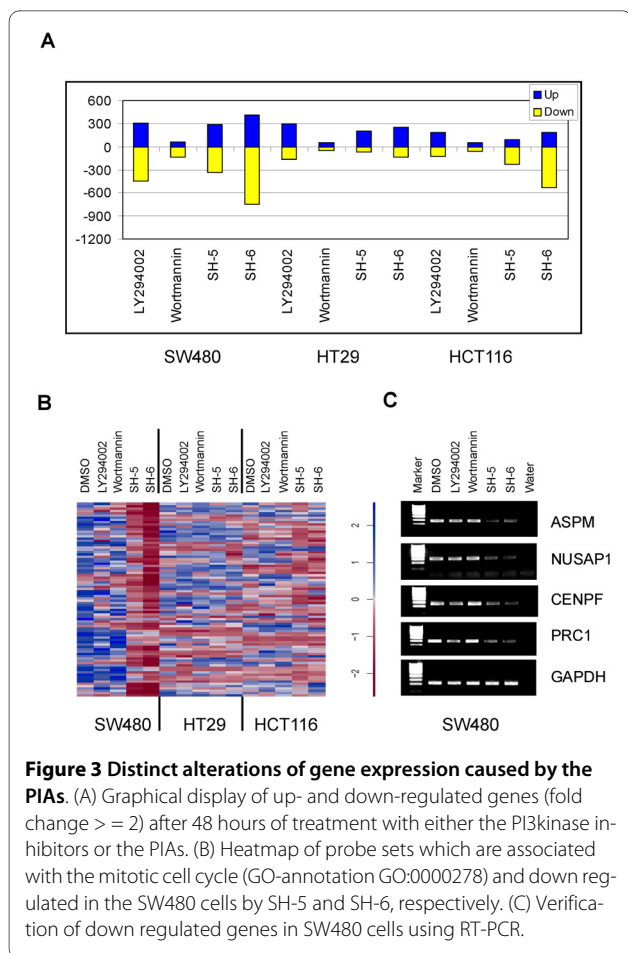 A
Up
Down
600
300
0
-300
-600
-900
-1200
LY294002
Wortmannin
SH-5
SH-6
LY294002
Wortmannin
SH-5
SH-6
LY294002
Wortmannin
SH-5
SH-6
SW480
HT29
HCT116
B
DMSO
LY294002
Wortmannin
SH-5
SH-6
DMSO
LY294002
Wortmannin
SH-5
SH-6
DMSO
LY294002
Wortmannin
SH-5
SH-6
2
1
0
-1
-2
SW480
HT29
HCT116
C
Marker
DMSO
LY294002
Wortmannin
SH-5
SH-6
Water
ASPM
NUSAP1
CENPF
PRC1
GAPDH
SW480
Figure 3 Distinct alterations of gene expression caused by the
PIAs. (A) Graphical display of up- and down-regulated genes (fold
change > = 2) after 48 hours of treatment with either the PI3kinase in-
hibitors or the PIAs. (B) Heatmap of probe sets which are associated
with the mitotic cell cycle (GO-annotation GO:0000278) and down reg-
ulated in the SW480 cells by SH-5 and SH-6, respectively. (C) Verifica-
tion of down regulated genes in SW480 cells using RT-PCR.